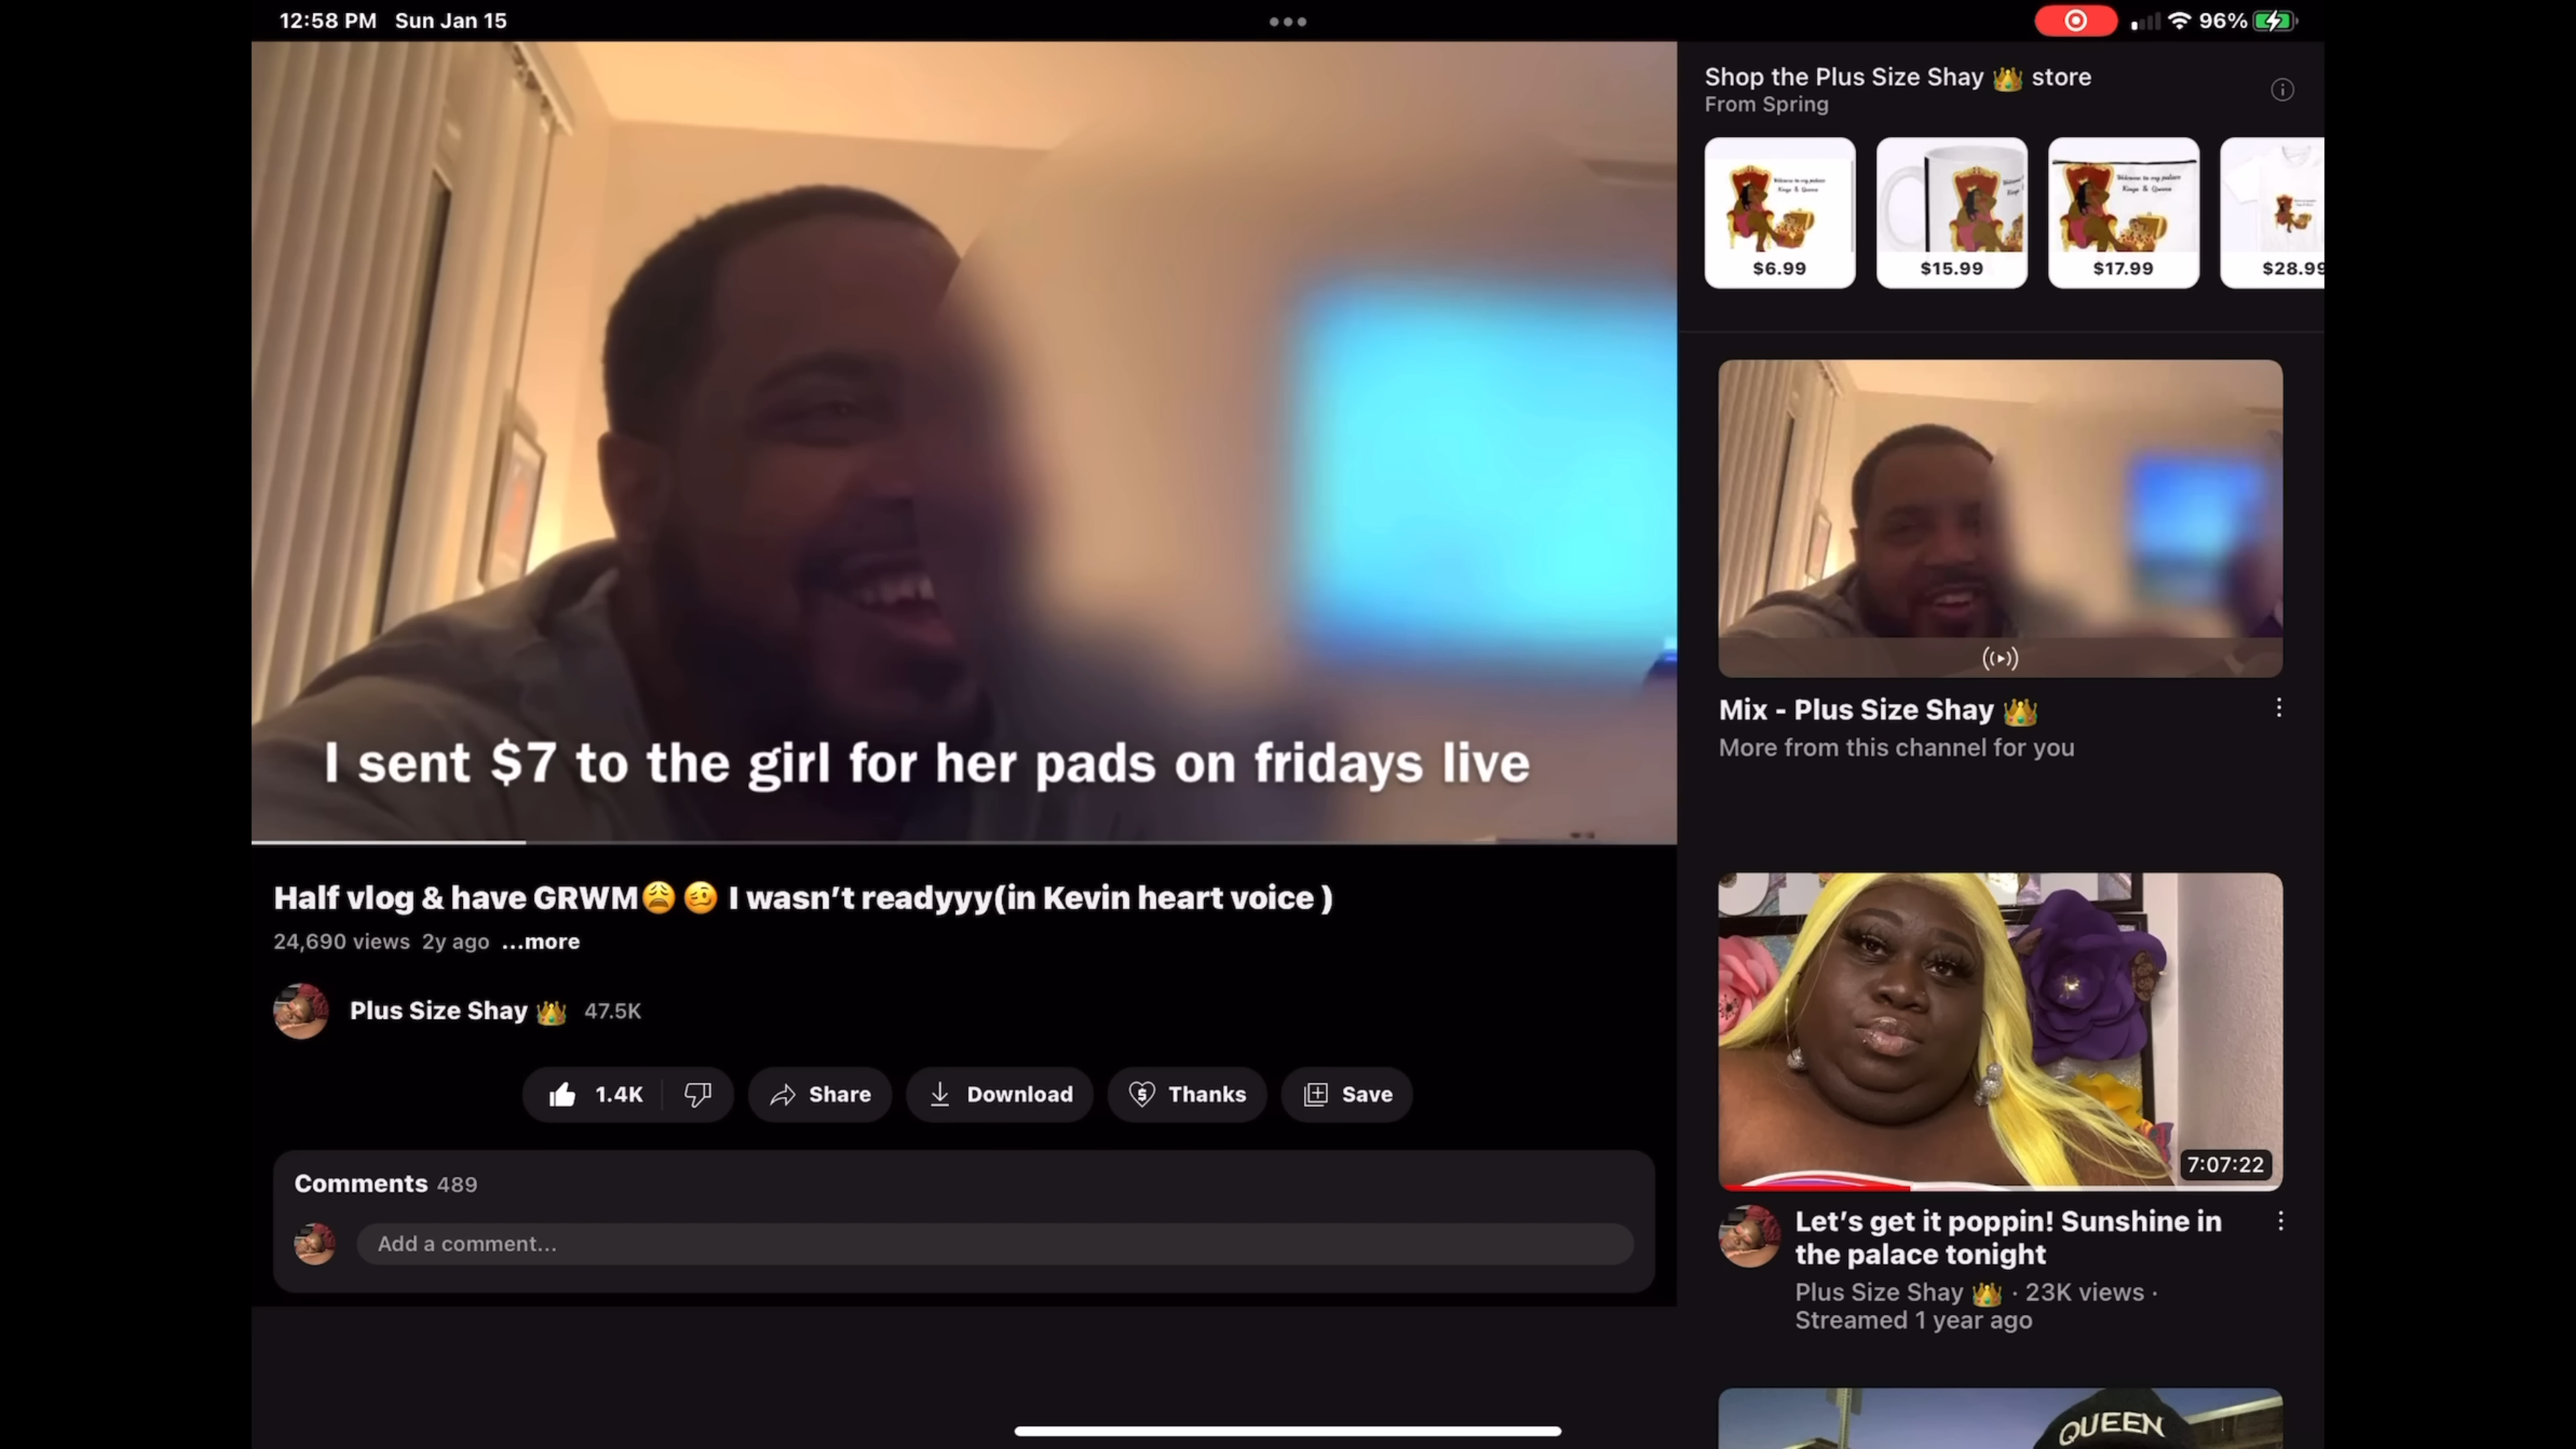 12:58 PM Sun Jan 15
96%
I sent $7 to the girl for her pads on fridays live
Half vlog & have GRWM😩🥴 I wasn't readyyy(in Kevin heart voice )
24,690 views 2y ago ...more
Plus Size Shay 👑 47.5K
1.4K
Share
Download
Thanks
Save
Comments 489
Add a comment...
Shop the Plus Size Shay 👑 store
From Spring
$6.99
$15.99
$17.99
$28.99
Mix - Plus Size Shay 👑
More from this channel for you
7:07:22
Let's get it poppin! Sunshine in
the palace tonight
Plus Size Shay 👑 · 23K views ·
Streamed 1 year ago
QUEEN